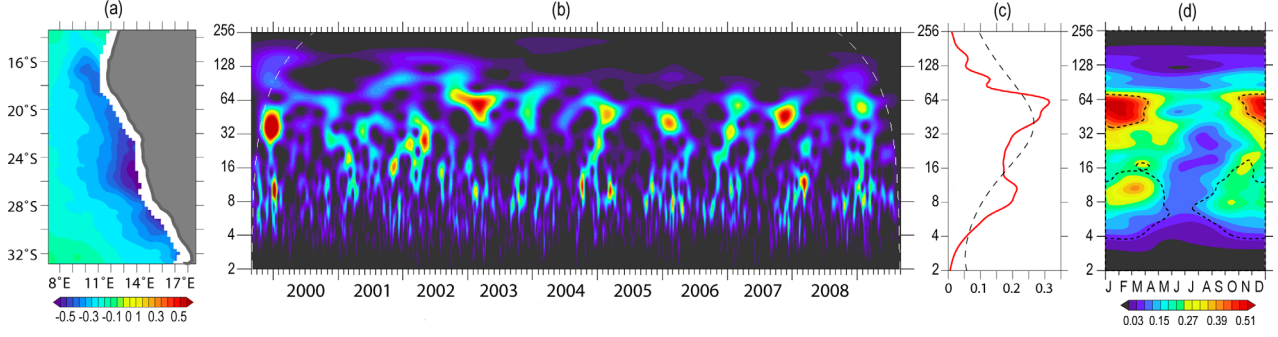 (a)
(b)
(c)
(d)
16°S
20°S
24°S
28°S
32°S
8°E 11°E 14°E 17°E
-0.5 -0.3 -0.1 0.1 0.3 0.5
256
128
64
32
16
8
4
2
2000 2001 2002 2003 2004 2005 2006 2007 2008
256
128
64
32
16
8
4
2
0 0.1 0.2 0.3
256
128
64
32
16
8
4
2
J F M A M J J A S O N D
0.03 0.15 0.27 0.39 0.51